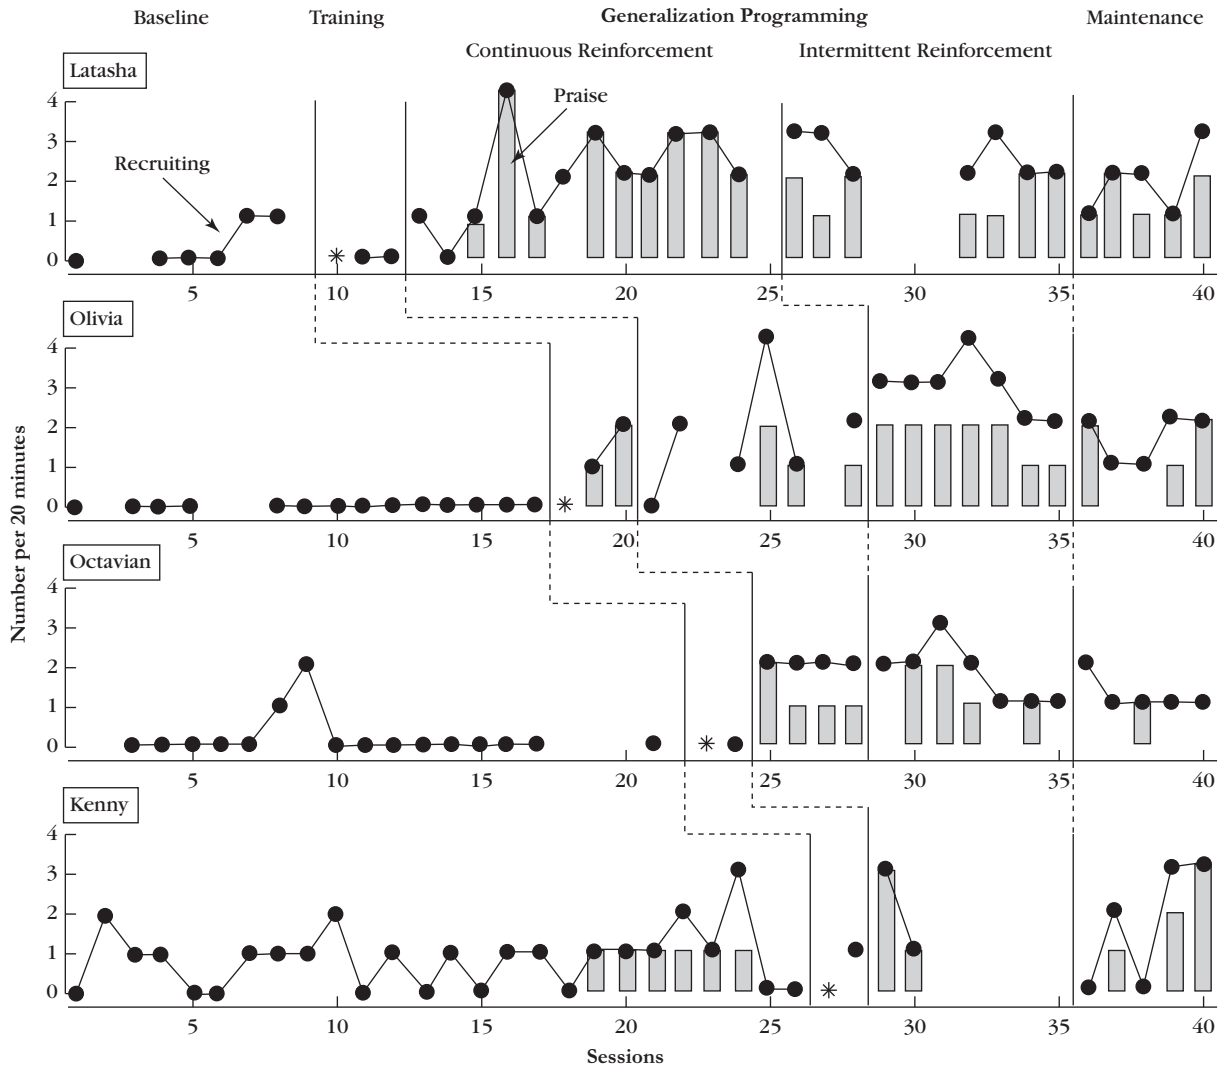 Baseline Training Generalization Programming Maintenance
Continuous Reinforcement Intermittent Reinforcement
Latasha
4
Praise
3
Recruiting
2
1
0
5 10 15 20 25 30 35 40
Olivia
4
3
2
1
0
5 10 15 20 25 30 35 40
Octavian
4
3
2
1
0
5 10 15 20 25 30 35 40
Kenny
4
3
2
1
0
5 10 15 20 25 30 35 40
Number per 20 minutes
Sessions